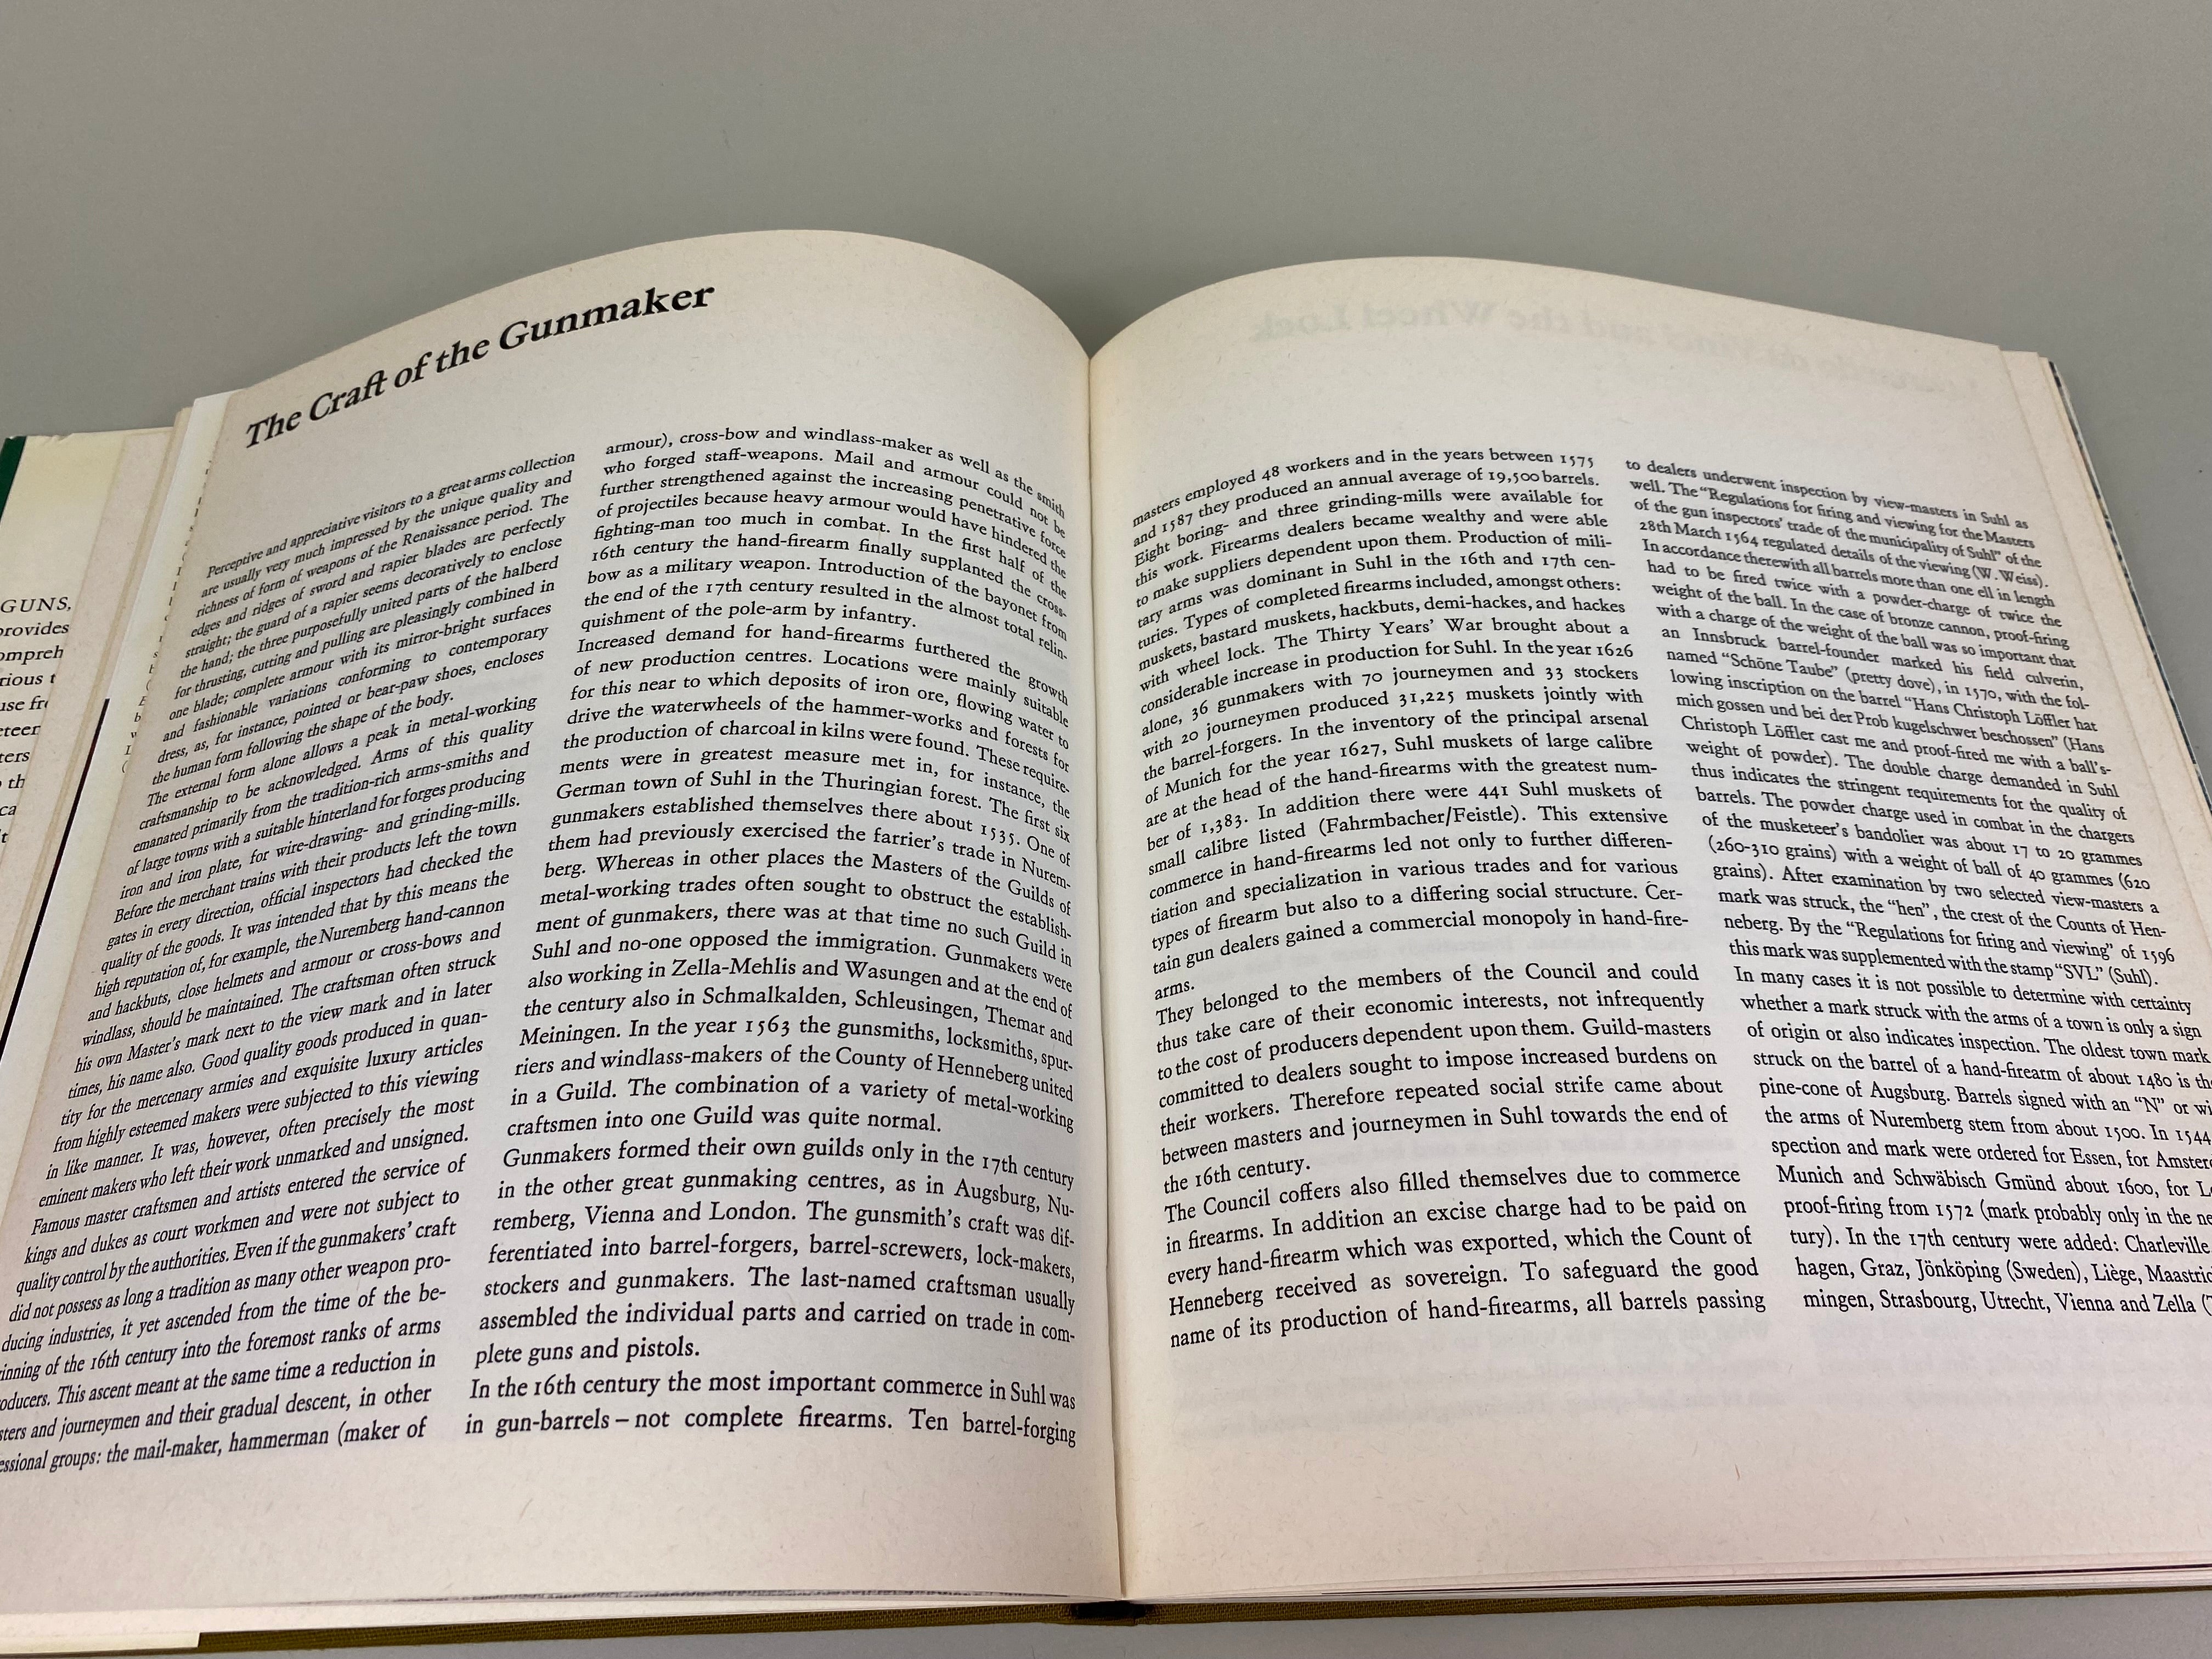 GUNS,
provides
The Craft of the Gunmaker
Perceptive and appreciative visitors to a great arms collection
are usually very much impressed by the unique quality and
richness of form of weapons of the Renaissance period. The
edges and ridges of sword and rapier blades are perfectly
straight; the guard of a rapier seems decoratively to enclose
the hand; the three purposefully united parts of the halberd
for thrusting, cutting and pulling are pleasingly combined in
one blade; complete armour with its mirror-bright surfaces
and fashionable variations conforming to contemporary
dress, as, for instance, pointed or bear-paw shoes, encloses
the human form following the shape of the body.
The external form alone allows a peak in metal-working
craftsmanship to be acknowledged. Arms of this quality
emanated primarily from the tradition-rich arms-smiths and
of large towns with a suitable hinterland for forges producing
iron and iron plate, for wire-drawing- and grinding-mills.
Before the merchant trains with their products left the town
gates in every direction, official inspectors had checked the
quality of the goods. It was intended that by this means the
high reputation of, for example, the Nuremberg hand-cannon
and hackbuts, close helmets and armour or cross-bows and
windlass, should be maintained. The craftsman often struck
his own Master's mark next to the view mark and in later
times, his name also. Good quality goods produced in quan-
tity for the mercenary armies and exquisite luxury articles
from highly esteemed makers were subjected to this viewing
in like manner. It was, however, often precisely the most
eminent makers who left their work unmarked and unsigned.
Famous master craftsmen and artists entered the service of
kings and dukes as court workmen and were not subject to
quality control by the authorities. Even if the gunmakers' craft
did not possess as long a tradition as many other weapon pro-
ducing industries, it yet ascended from the time of the be-
inning of the 16th century into the foremost ranks of arms
oducers. This ascent meant at the same time a reduction in
sters and journeymen and their gradual descent, in other
essional groups: the mail-maker, hammerman (maker of
armour), cross-bow and windlass-maker as well as the smith
who forged staff-weapons. Mail and armour could not be
further strengthened against the increasing penetrative force
of projectiles because heavy armour would have hindered the
fighting-man too much in combat. In the first half of the
16th century the hand-firearm finally supplanted the cross-
bow as a military weapon. Introduction of the bayonet from
the end of the 17th century resulted in the almost total relin-
quishment of the pole-arm by infantry.
Increased demand for hand-firearms furthered the growth
of new production centres. Locations were mainly suitable
for this near to which deposits of iron ore, flowing water to
drive the waterwheels of the hammer-works and forests for
the production of charcoal in kilns were found. These require-
ments were in greatest measure met in, for instance, the
German town of Suhl in the Thuringian forest. The first six
gunmakers established themselves there about 1535. One of
them had previously exercised the farrier's trade in Nurem-
berg. Whereas in other places the Masters of the Guilds of
metal-working trades often sought to obstruct the establish-
ment of gunmakers, there was at that time no such Guild in
Suhl and no-one opposed the immigration. Gunmakers were
also working in Zella-Mehlis and Wasungen and at the end of
the century also in Schmalkalden, Schleusingen, Themar and
Meiningen. In the year 1563 the gunsmiths, locksmiths, spur-
riers and windlass-makers of the County of Henneberg united
in a Guild. The combination of a variety of metal-working
craftsmen into one Guild was quite normal.
Gunmakers formed their own guilds only in the 17th century
in the other great gunmaking centres, as in Augsburg, Nu-
remberg, Vienna and London. The gunsmith's craft was dif-
ferentiated into barrel-forgers, barrel-screwers, lock-makers,
stockers and gunmakers. The last-named craftsman usually
assembled the individual parts and carried on trade in com-
plete guns and pistols.
In the 16th century the most important commerce in Suhl was
in gun-barrels – not complete firearms. Ten barrel-forging
masters employed 48 workers and in the years between 1575
and 1587 they produced an annual average of 19,500 barrels.
Eight boring- and three grinding-mills were available for
this work. Firearms dealers became wealthy and were able
to make suppliers dependent upon them. Production of mili-
tary arms was dominant in Suhl in the 16th and 17th cen-
turies. Types of completed firearms included, amongst others:
muskets, bastard muskets, hackbuts, demi-hackes, and hackes
with wheel lock. The Thirty Years' War brought about a
considerable increase in production for Suhl. In the year 1626
alone, 36 gunmakers with 70 journeymen and 33 stockers
with 20 journeymen produced 31,225 muskets jointly with
the barrel-forgers. In the inventory of the principal arsenal
of Munich for the year 1627, Suhl muskets of large calibre
are at the head of the hand-firearms with the greatest num-
ber of 1,383. In addition there were 441 Suhl muskets of
small calibre listed (Fahrmbacher/Feistle). This extensive
commerce in hand-firearms led not only to further differen-
tiation and specialization in various trades and for various
types of firearm but also to a differing social structure. Cer-
tain gun dealers gained a commercial monopoly in hand-fire-
arms.
They belonged to the members of the Council and could
thus take care of their economic interests, not infrequently
to the cost of producers dependent upon them. Guild-masters
committed to dealers sought to impose increased burdens on
their workers. Therefore repeated social strife came about
between masters and journeymen in Suhl towards the end of
the 16th century.
The Council coffers also filled themselves due to commerce
in firearms. In addition an excise charge had to be paid on
every hand-firearm which was exported, which the Count of
Henneberg received as sovereign. To safeguard the good
name of its production of hand-firearms, all barrels passing
to dealers underwent inspection by view-masters in Suhl as
well. The "Regulations for firing and viewing for the Masters
of the gun inspectors' trade of the municipality of Suhl" of the
28th March 1564 regulated details of the viewing (W. Weiss).
In accordance therewith all barrels more than one ell in length
had to be fired twice with a powder-charge of twice the
weight of the ball. In the case of bronze cannon, proof-firing
with a charge of the weight of the ball was so important that
an Innsbruck barrel-founder marked his field culverin,
named "Schöne Taube" (pretty dove), in 1570, with the fol-
lowing inscription on the barrel "Hans Christoph Löffler hat
mich gossen und bei der Prob kugelschwer beschossen" (Hans
Christoph Löffler cast me and proof-fired me with a ball's-
weight of powder). The double charge demanded in Suhl
thus indicates the stringent requirements for the quality of
barrels. The powder charge used in combat in the chargers
of the musketeer's bandolier was about 17 to 20 grammes
(260-310 grains) with a weight of ball of 40 grammes (620
grains). After examination by two selected view-masters a
mark was struck, the "hen", the crest of the Counts of Hen-
neberg. By the "Regulations for firing and viewing" of 1596
this mark was supplemented with the stamp "SVL" (Suhl).
In many cases it is not possible to determine with certainty
whether a mark struck with the arms of a town is only a sign
of origin or also indicates inspection. The oldest town mark
struck on the barrel of a hand-firearm of about 1480 is the
pine-cone of Augsburg. Barrels signed with an "N" or wi
the arms of Nuremberg stem from about 1500. In 1544
spection and mark were ordered for Essen, for Amster
Munich and Schwäbisch Gmünd about 1600, for L
proof-firing from 1572 (mark probably only in the ne
tury). In the 17th century were added: Charleville
hagen, Graz, Jönköping (Sweden), Liège, Maastric
mingen, Strasbourg, Utrecht, Vienna and Zella (